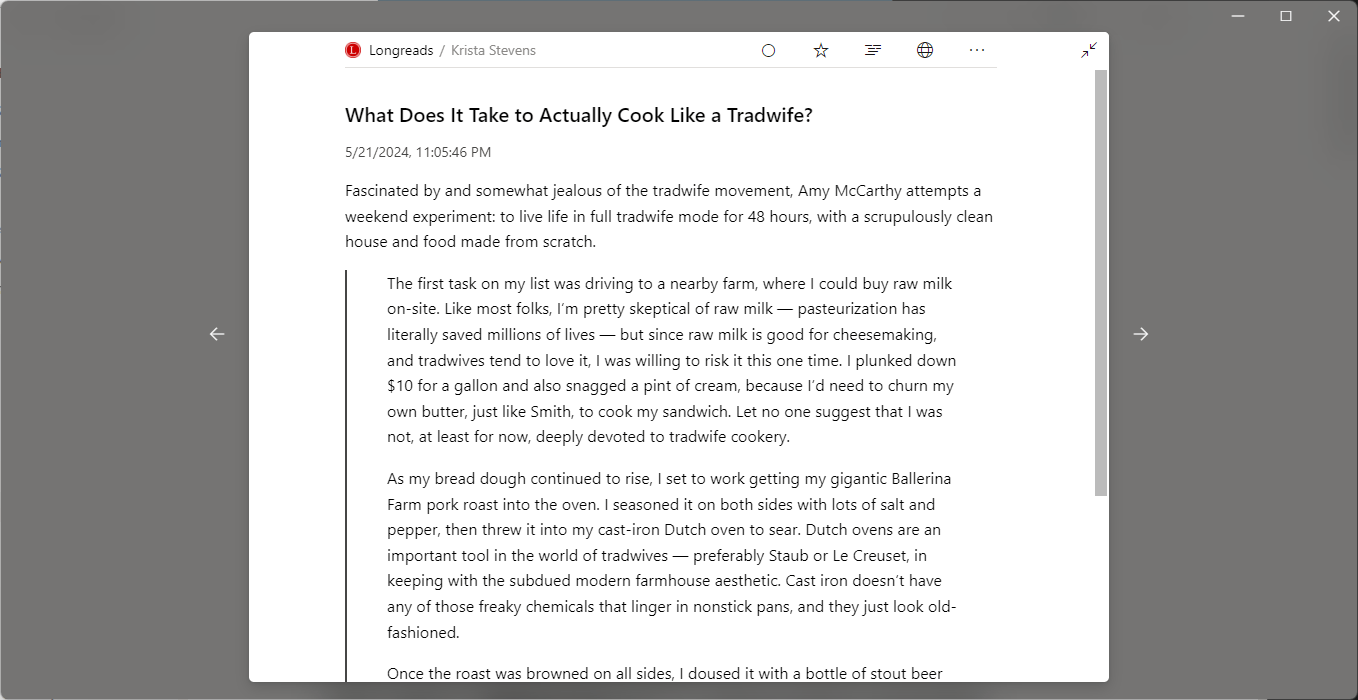 Longreads / Krista Stevens
What Does It Take to Actually Cook Like a Tradwife?
5/21/2024, 11:05:46 PM
Fascinated by and somewhat jealous of the tradwife movement, Amy McCarthy attempts a
weekend experiment: to live life in full tradwife mode for 48 hours, with a scrupulously clean
house and food made from scratch.
The first task on my list was driving to a nearby farm, where I could buy raw milk
on-site. Like most folks, I’m pretty skeptical of raw milk — pasteurization has
literally saved millions of lives — but since raw milk is good for cheesemaking,
and tradwives tend to love it, I was willing to risk it this one time. I plunked down
$10 for a gallon and also snagged a pint of cream, because I’d need to churn my
own butter, just like Smith, to cook my sandwich. Let no one suggest that I was
not, at least for now, deeply devoted to tradwife cookery.
As my bread dough continued to rise, I set to work getting my gigantic Ballerina
Farm pork roast into the oven. I seasoned it on both sides with lots of salt and
pepper, then threw it into my cast-iron Dutch oven to sear. Dutch ovens are an
important tool in the world of tradwives — preferably Staub or Le Creuset, in
keeping with the subdued modern farmhouse aesthetic. Cast iron doesn’t have
any of those freaky chemicals that linger in nonstick pans, and they just look old-
fashioned.
Once the roast was browned on all sides, I doused it with a bottle of stout beer